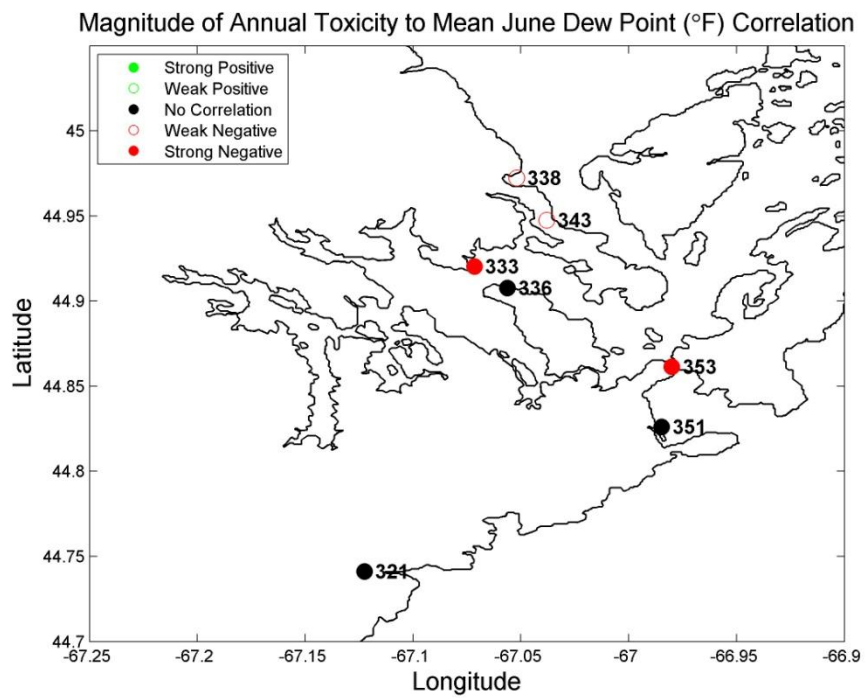 Magnitude of Annual Toxicity to Mean June Dew Point (°F) Correlation
Strong Positive
Weak Positive
No Correlation
Weak Negative
Strong Negative
45
44.95
44.9
44.85
44.8
44.75
44.7
Latitude
338
343
333
336
353
351
321
-67.25
-67.2
-67.15
-67.1
-67.05
-67
-66.95
-66.9
Longitude